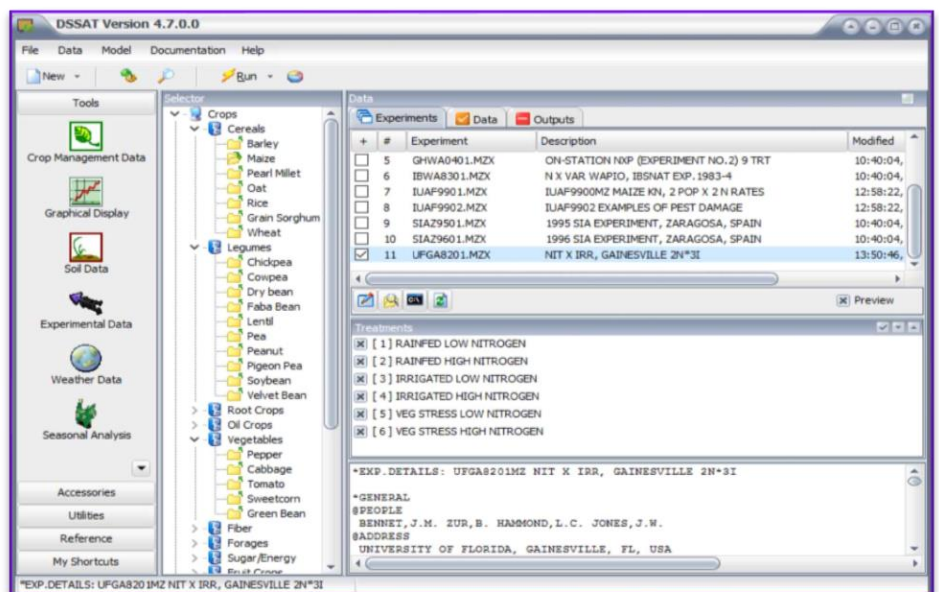 DSSAT Version 4.7.0.0
File Data Model Documentation Help
New Run
Tools
Crop Management Data
Graphical Display
Soil Data
Experimental Data
Weather Data
Seasonal Analysis
Accessories
Utilities
Reference
My Shortcuts
Selector
Crops
Cereals
Barley
Maize
Pearl Millet
Oat
Rice
Grain Sorghum
Wheat
Legumes
Chickpea
Cowpea
Dry bean
Faba Bean
Lentil
Pea
Peanut
Pigeon Pea
Soybean
Velvet Bean
Root Crops
Oil Crops
Vegetables
Pepper
Cabbage
Tomato
Sweetcorn
Green Bean
Fiber
Forages
Sugar/Energy
Fruit Crops
Data
Experiments Data Outputs
+ # Experiment Description Modified
5 GHWA0401.MZX ON-STATION NXP (EXPERIMENT NO.2) 9 TRT 10:40:04,
6 IBWA8301.MZX N X VAR WAPIO, IBSNAT EXP. 1983-4 10:40:04,
7 IUAF9901.MZX IUAF9900MZ MAIZE KN, 2 POP X 2 N RATES 12:58:22,
8 IUAF9902.MZX IUAF9902 EXAMPLES OF PEST DAMAGE 12:58:22,
9 SIAZ9501.MZX 1995 SIA EXPERIMENT, ZARAGOSA, SPAIN 10:40:04,
10 SIAZ9601.MZX 1996 SIA EXPERIMENT, ZARAGOSA, SPAIN 10:40:04,
11 UFGA8201.MZX NIT X IRR, GAINESVILLE 2N*3I 13:50:46,
Preview
Treatments
[ 1 ] RAINFED LOW NITROGEN
[ 2 ] RAINFED HIGH NITROGEN
[ 3 ] IRRIGATED LOW NITROGEN
[ 4 ] IRRIGATED HIGH NITROGEN
[ 5 ] VEG STRESS LOW NITROGEN
[ 6 ] VEG STRESS HIGH NITROGEN
*EXP.DETAILS: UFGA8201MZ NIT X IRR, GAINESVILLE 2N*3I
*GENERAL
@PEOPLE
BENNET,J.M. ZUR,B. HAMMOND,L.C. JONES,J.W.
@ADDRESS
UNIVERSITY OF FLORIDA, GAINESVILLE, FL, USA
*EXP.DETAILS: UFGA8201MZ NIT X IRR, GAINESVILLE 2N*3I